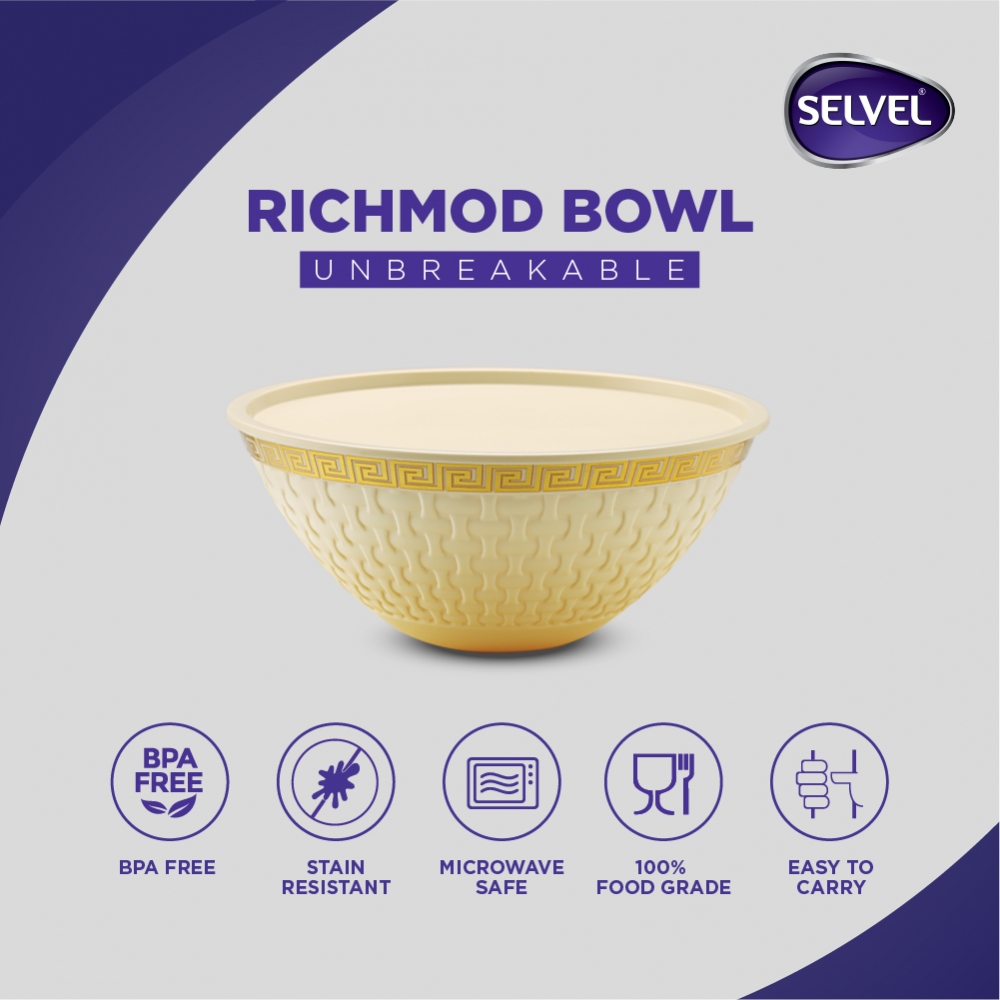 SELVEL®
RICHMOD BOWL
UNBREAKABLE
BPA
FREE
BPA FREE
STAIN
RESISTANT
MICROWAVE
SAFE
100%
FOOD GRADE
EASY TO
CARRY